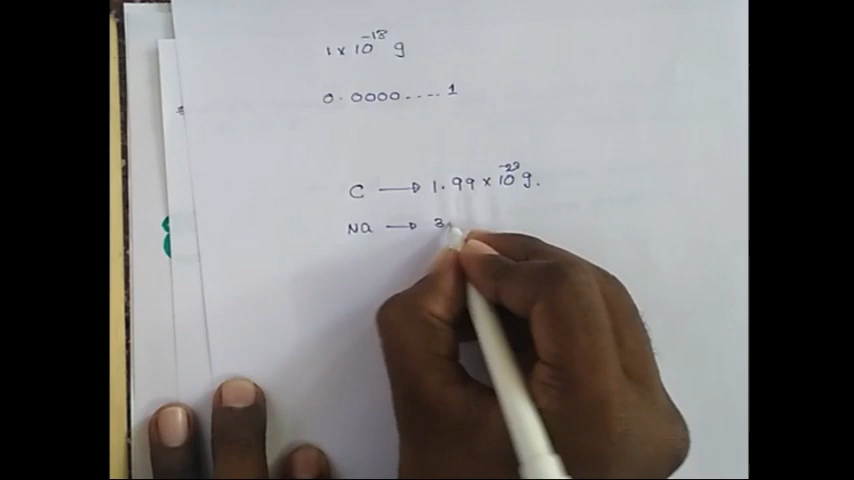 1 × 10⁻¹⁸ g
0.0000....1
C → 1.99 × 10⁻²³ g.
Na → 3.